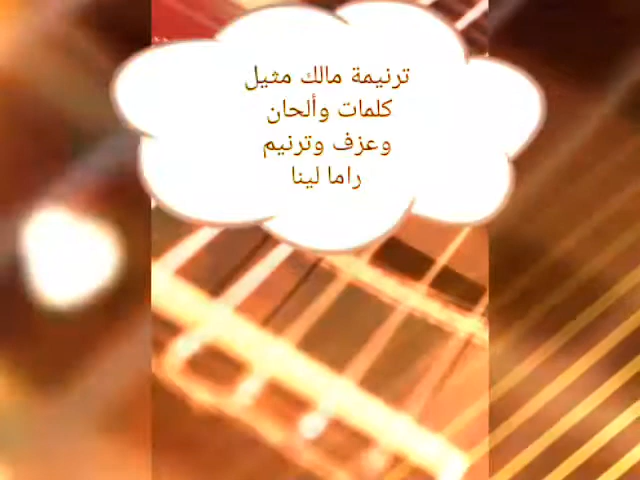 ترنيمة مالك مثيل
كلمات وألحان
وعزف وترنيم
راما لينا